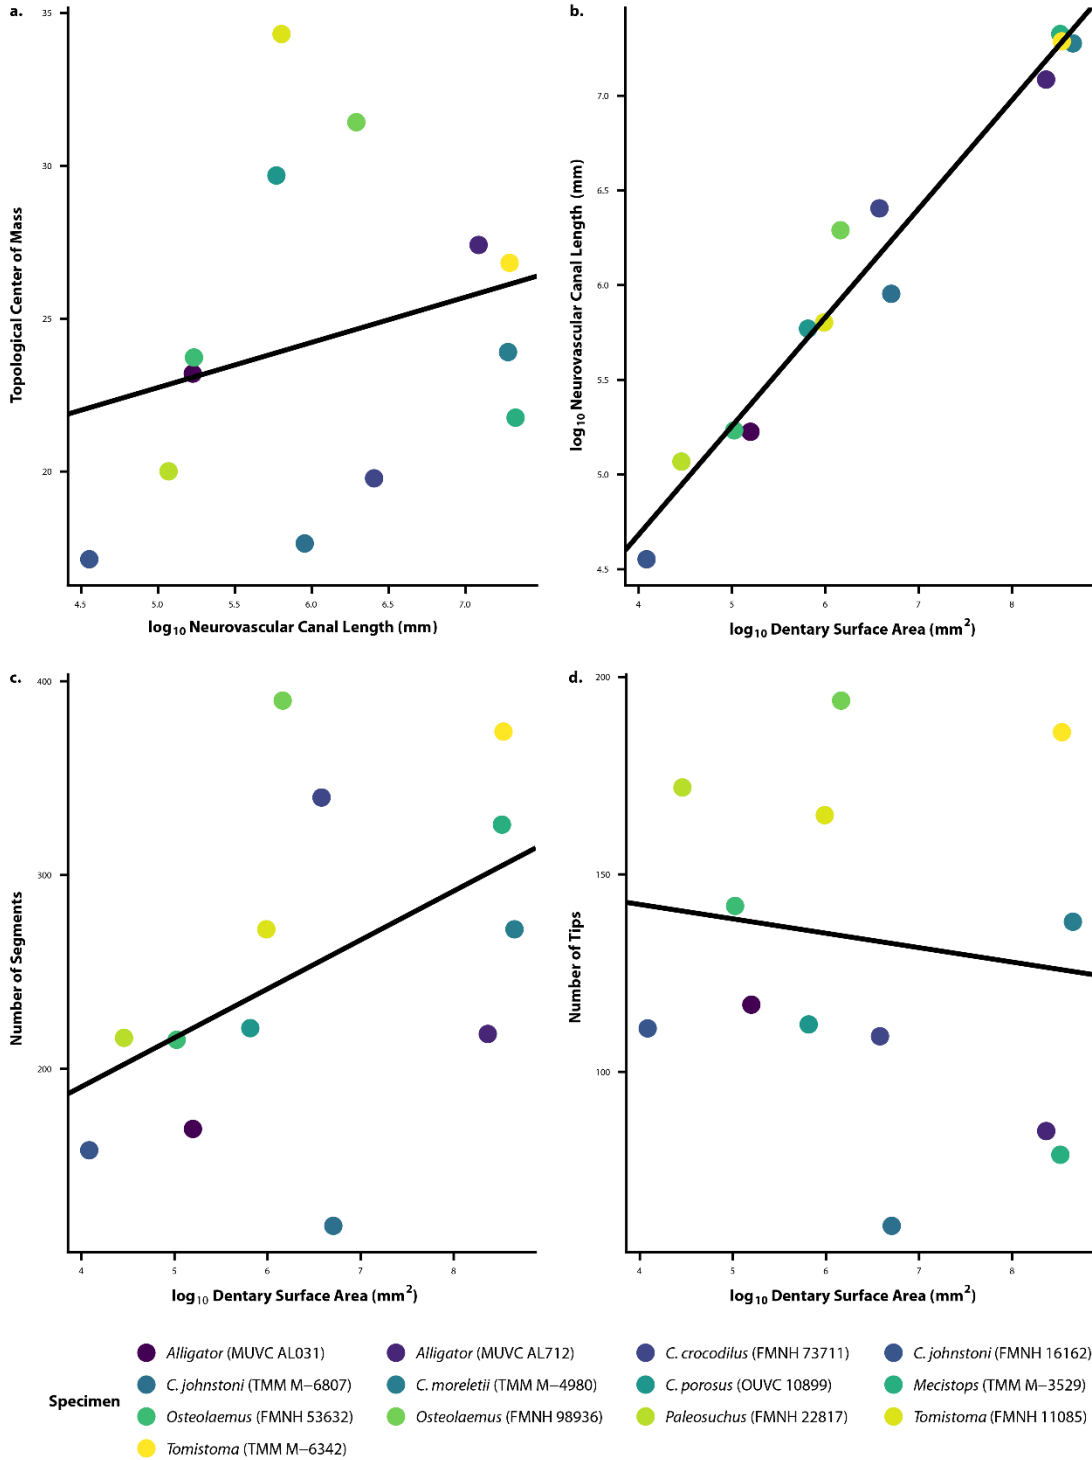 a.
35
30
25
20
Topological Center of Mass
4.5 5.0 5.5 6.0 6.5 7.0
log10 Neurovascular Canal Length (mm)
b.
7.0
6.5
6.0
5.5
5.0
4.5
log10 Neurovascular Canal Length (mm)
4 5 6 7 8
log10 Dentary Surface Area (mm2)
c.
400
300
200
Number of Segments
4 5 6 7 8
log10 Dentary Surface Area (mm2)
d.
200
150
100
Number of Tips
4 5 6 7 8
log10 Dentary Surface Area (mm2)
Specimen
Alligator (MUVC AL031) Alligator (MUVC AL712) C. crocodilus (FMNH 73711) C. johnstoni (FMNH 16162)
C. johnstoni (TMM M−6807) C. moreletii (TMM M−4980) C. porosus (OUVC 10899) Mecistops (TMM M−3529)
Osteolaemus (FMNH 53632) Osteolaemus (FMNH 98936) Paleosuchus (FMNH 22817) Tomistoma (FMNH 11085)
Tomistoma (TMM M−6342)